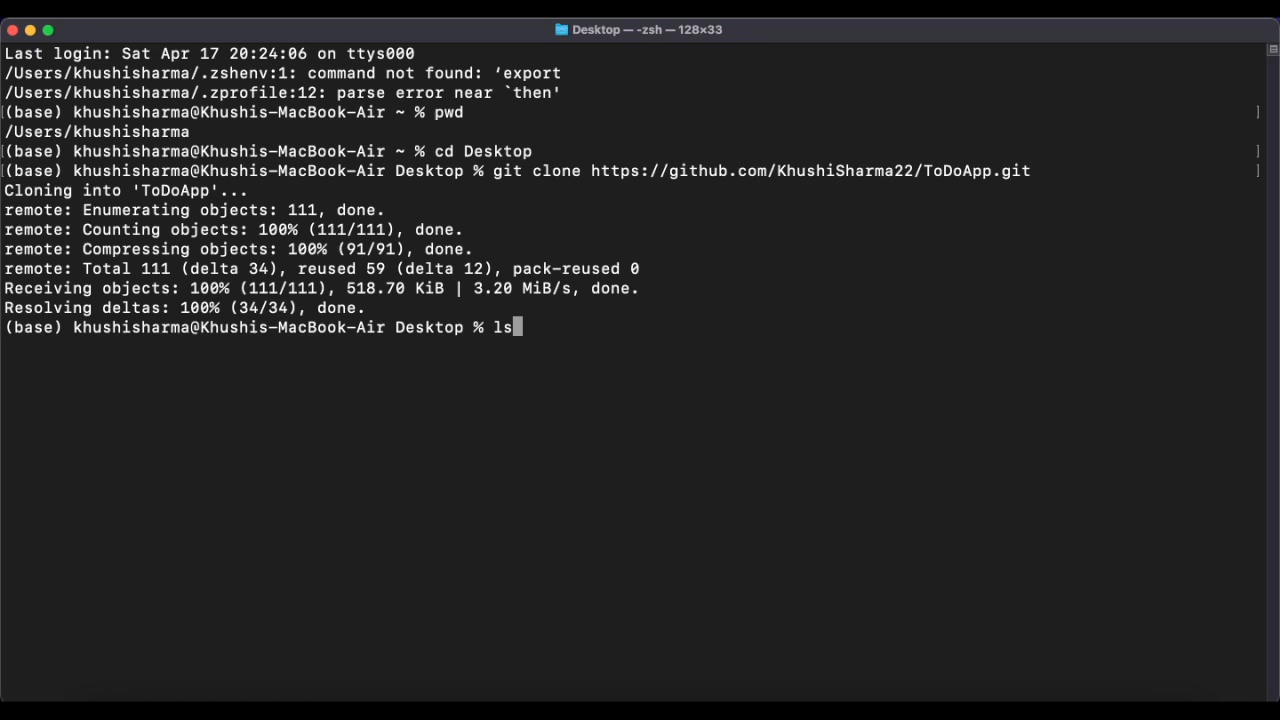 Desktop — -zsh — 128×33
Last login: Sat Apr 17 20:24:06 on ttys000
/Users/khushisharma/.zshenv:1: command not found: ‘export
/Users/khushisharma/.zprofile:12: parse error near `then'
[(base) khushisharma@Khushis-MacBook-Air ~ % pwd ]
/Users/khushisharma
[(base) khushisharma@Khushis-MacBook-Air ~ % cd Desktop ]
[(base) khushisharma@Khushis-MacBook-Air Desktop % git clone https://github.com/KhushiSharma22/ToDoApp.git ]
Cloning into 'ToDoApp'...
remote: Enumerating objects: 111, done.
remote: Counting objects: 100% (111/111), done.
remote: Compressing objects: 100% (91/91), done.
remote: Total 111 (delta 34), reused 59 (delta 12), pack-reused 0
Receiving objects: 100% (111/111), 518.70 KiB | 3.20 MiB/s, done.
Resolving deltas: 100% (34/34), done.
(base) khushisharma@Khushis-MacBook-Air Desktop % ls